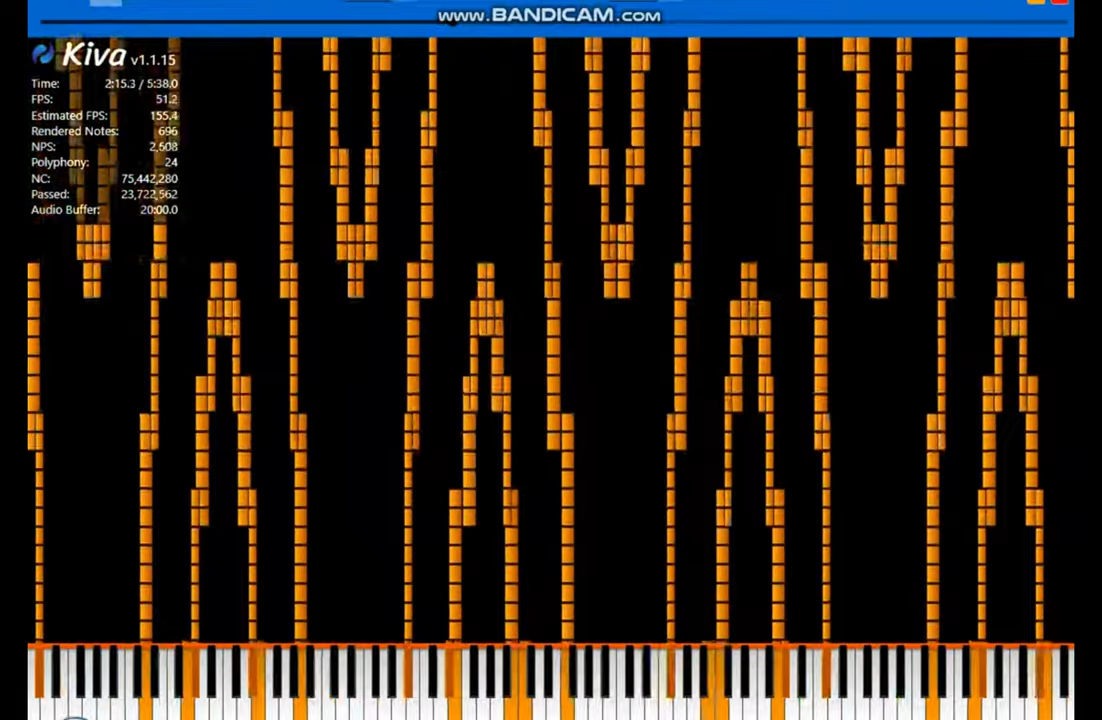 www.BANDICAM.com
Kiva v1.1.15
Time: 2:15.3 / 5:38.0
FPS: 51.2
Estimated FPS: 155.4
Rendered Notes: 696
NPS: 2,508
Polyphony: 24
NC: 75,442,280
Passed: 23,722,562
Audio Buffer: 20:00.0